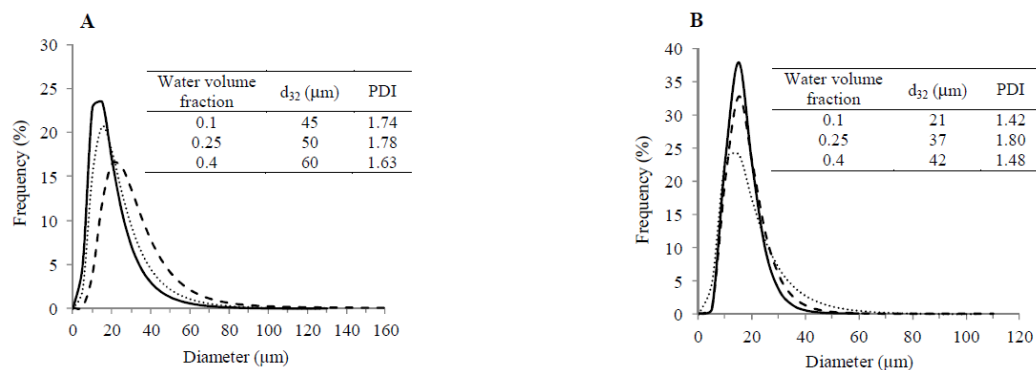 A
Frequency (%)
30
25
20
15
10
5
0
0 20 40 60 80 100 120 140 160
Diameter (µm)
Water volume fraction d₃₂ (µm) PDI
0.1 45 1.74
0.25 50 1.78
0.4 60 1.63
B
Frequency (%)
40
35
30
25
20
15
10
5
0
0 20 40 60 80 100 120
Diameter (µm)
Water volume fraction d₃₂ (µm) PDI
0.1 21 1.42
0.25 37 1.80
0.4 42 1.48